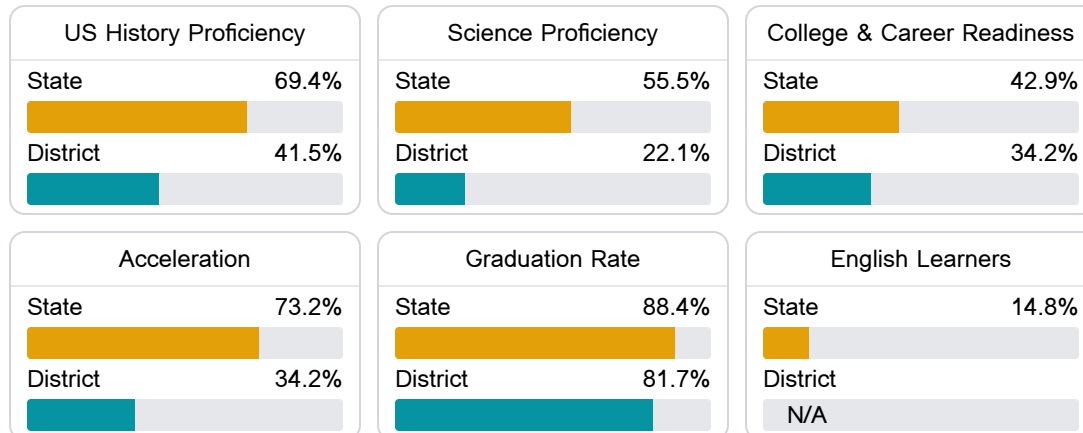 US History Proficiency
State 69.4%
District 41.5%
Science Proficiency
State 55.5%
District 22.1%
College & Career Readiness
State 42.9%
District 34.2%
Acceleration
State 73.2%
District 34.2%
Graduation Rate
State 88.4%
District 81.7%
English Learners
State 14.8%
District
N/A